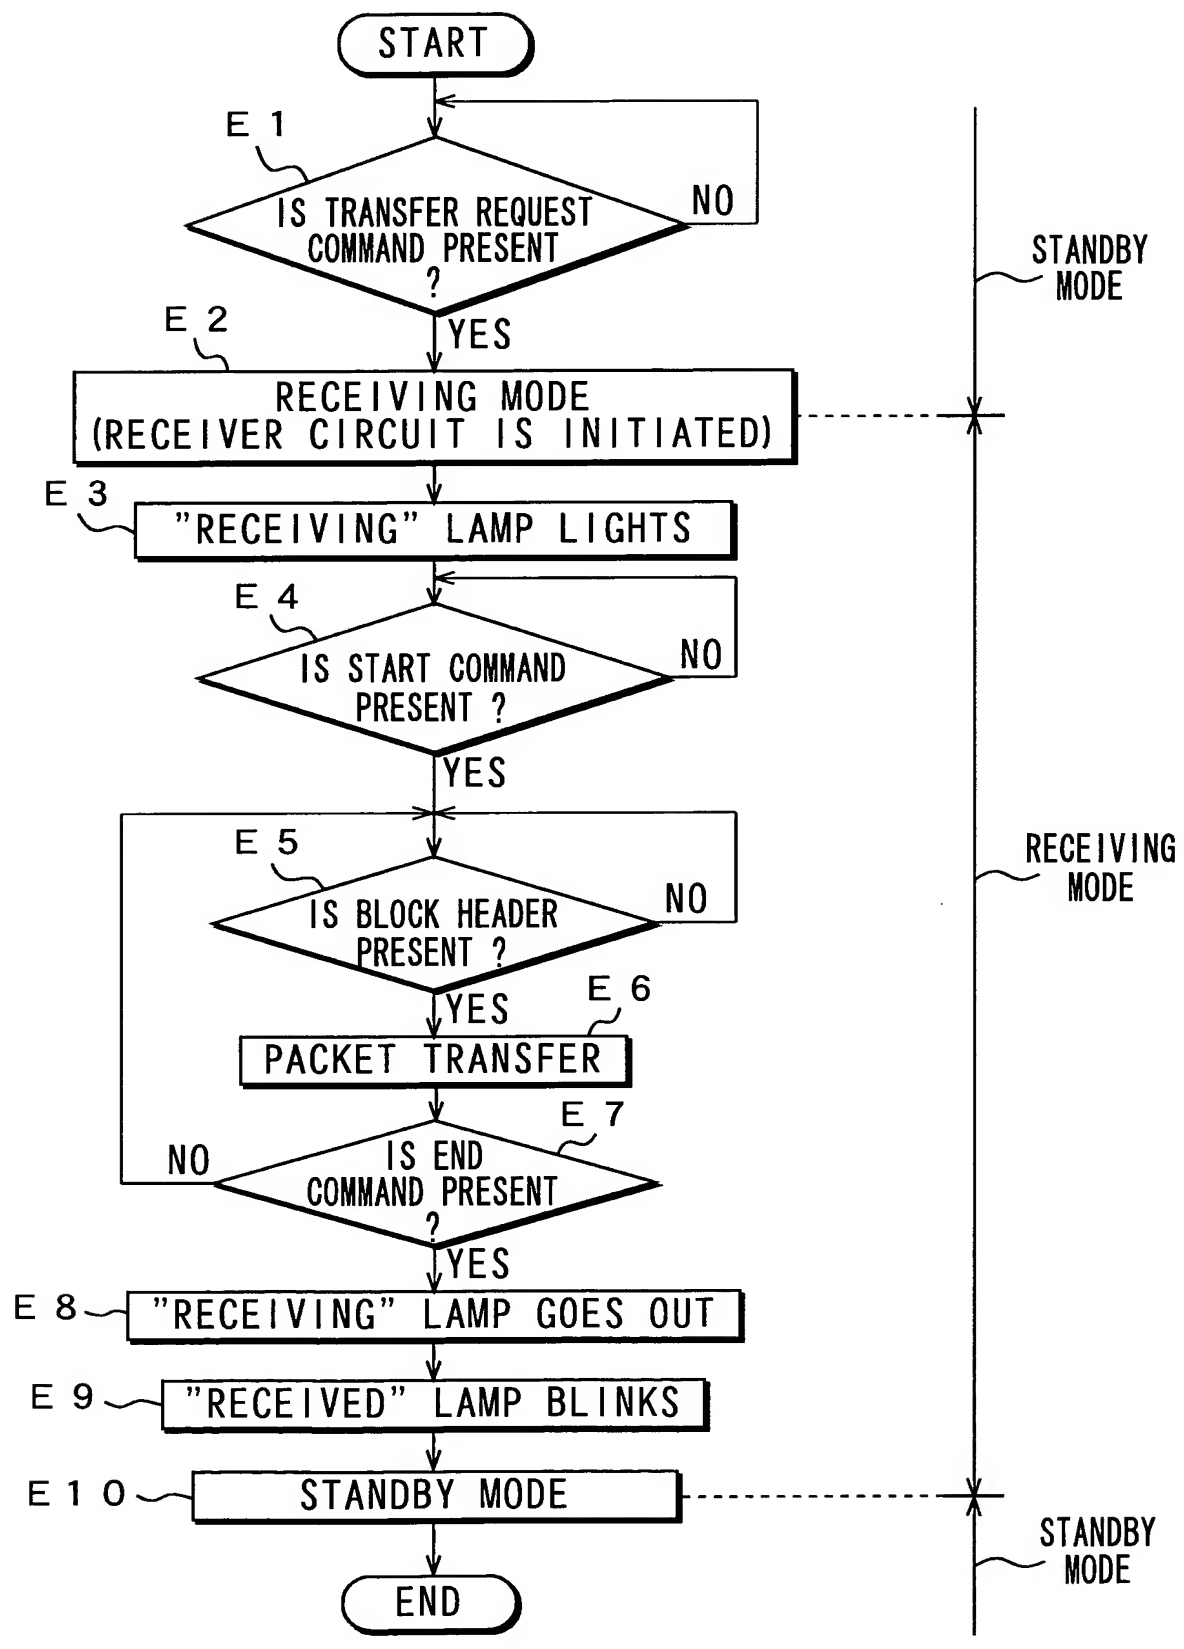 START
E 1
IS TRANSFER REQUEST
COMMAND PRESENT
?
NO
YES
STANDBY
MODE
E 2
RECEIVING MODE
(RECEIVER CIRCUIT IS INITIATED)
E 3
"RECEIVING" LAMP LIGHTS
E 4
IS START COMMAND
PRESENT ?
NO
YES
E 5
IS BLOCK HEADER
PRESENT ?
NO
YES
RECEIVING
MODE
E 6
PACKET TRANSFER
E 7
IS END
COMMAND PRESENT
?
NO
YES
E 8
"RECEIVING" LAMP GOES OUT
E 9
"RECEIVED" LAMP BLINKS
E 1 0
STANDBY MODE
STANDBY
MODE
END